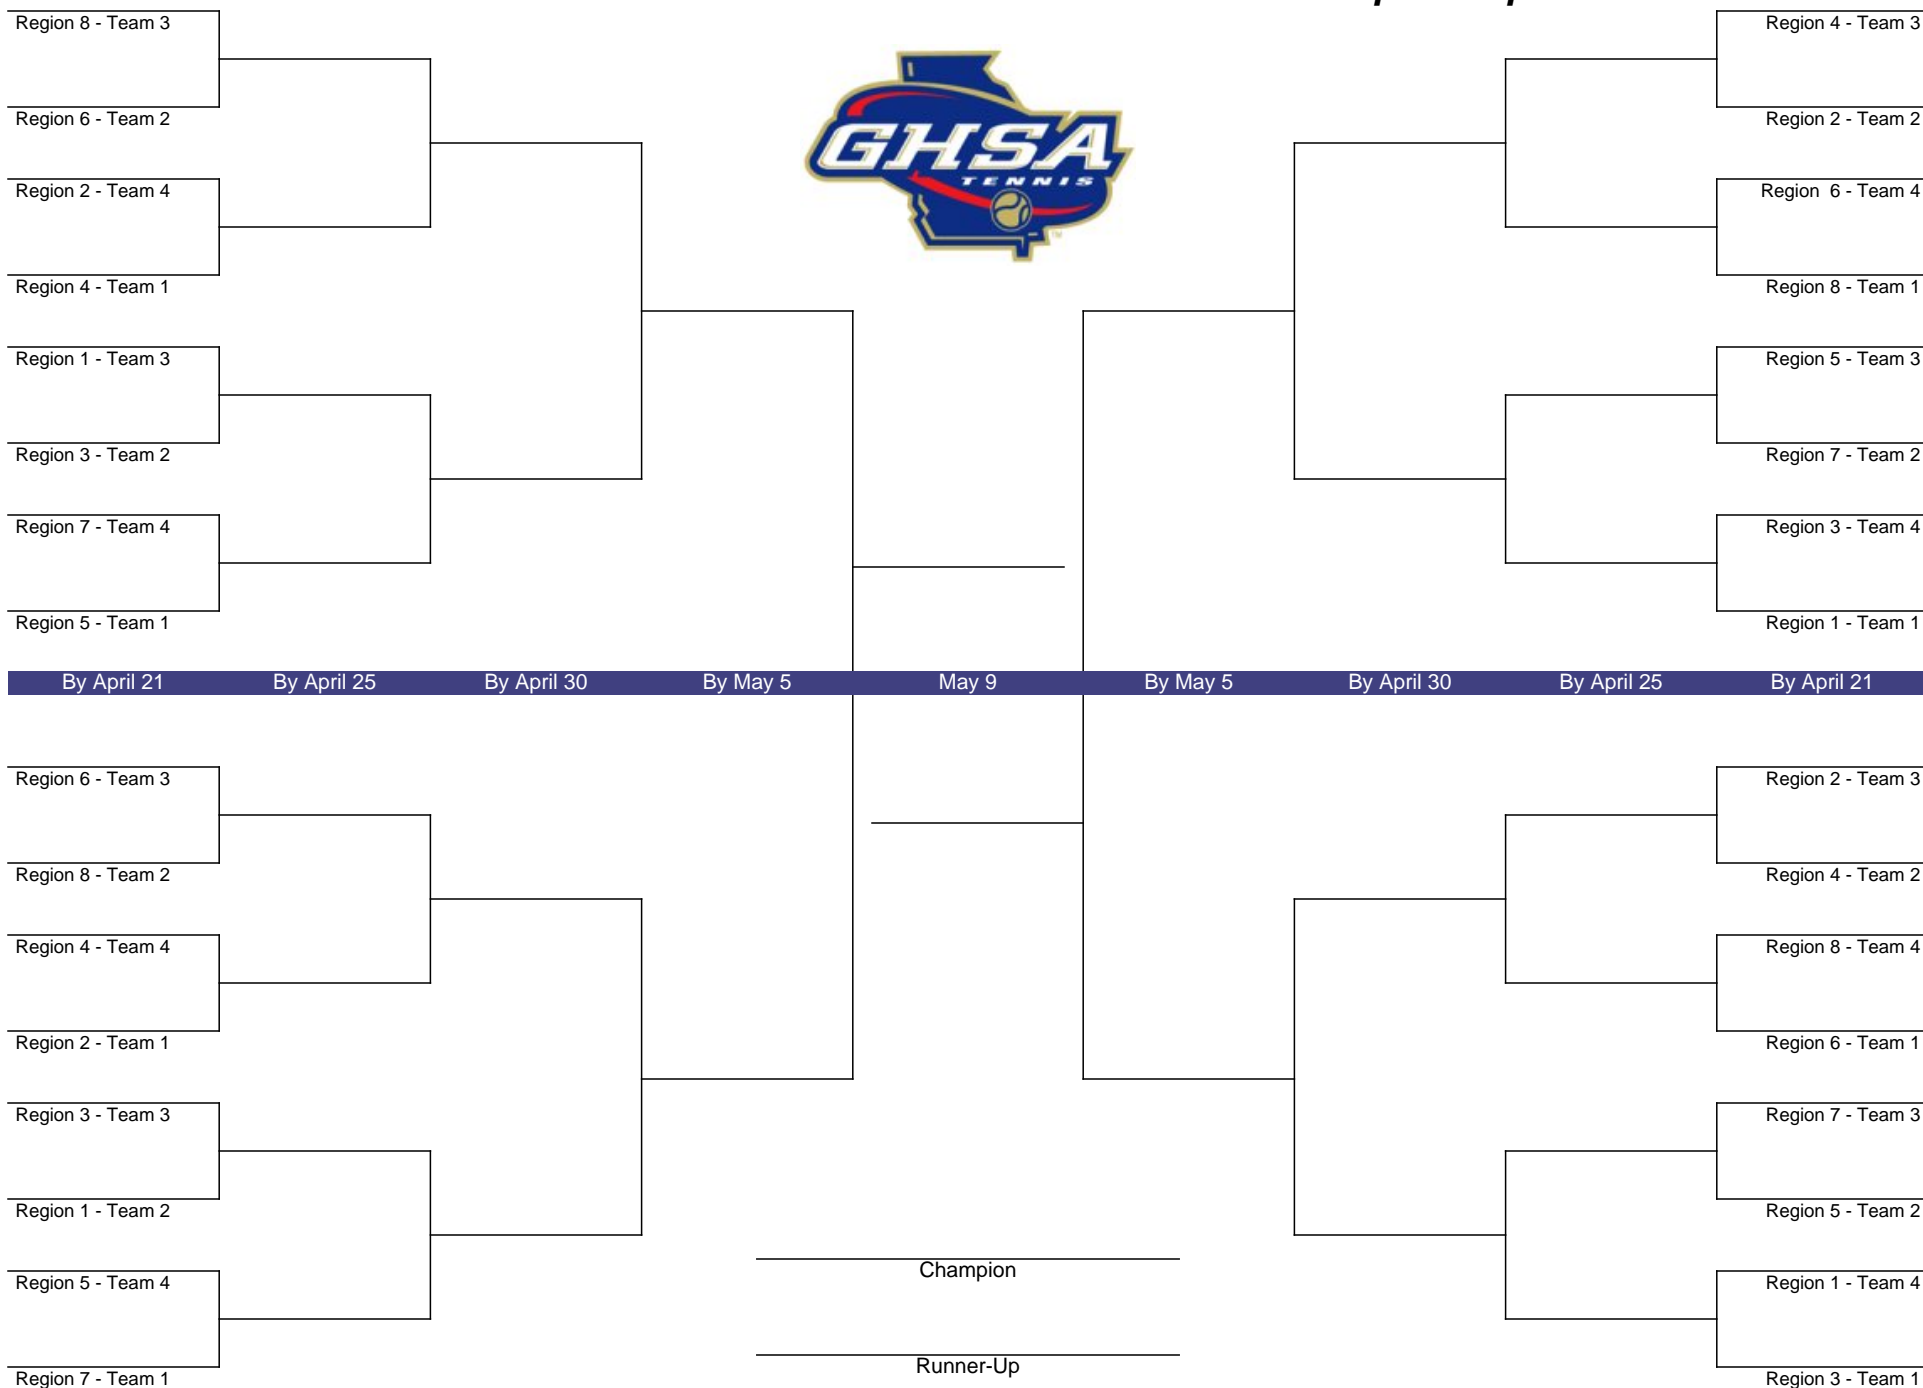 Region 8 - Team 3
Region 6 - Team 2
Region 2 - Team 4
Region 4 - Team 1
Region 1 - Team 3
Region 3 - Team 2
Region 7 - Team 4
Region 5 - Team 1
GHSA
TENNIS
TM
Region 4 - Team 3
Region 2 - Team 2
Region  6 - Team 4
Region 8 - Team 1
Region 5 - Team 3
Region 7 - Team 2
Region 3 - Team 4
Region 1 - Team 1
By April 21 By April 25 By April 30 By May 5 May 9 By May 5 By April 30 By April 25 By April 21
Region 6 - Team 3
Region 8 - Team 2
Region 4 - Team 4
Region 2 - Team 1
Region 3 - Team 3
Region 1 - Team 2
Region 5 - Team 4
Region 7 - Team 1
Champion
Runner-Up
Region 2 - Team 3
Region 4 - Team 2
Region 8 - Team 4
Region 6 - Team 1
Region 7 - Team 3
Region 5 - Team 2
Region 1 - Team 4
Region 3 - Team 1